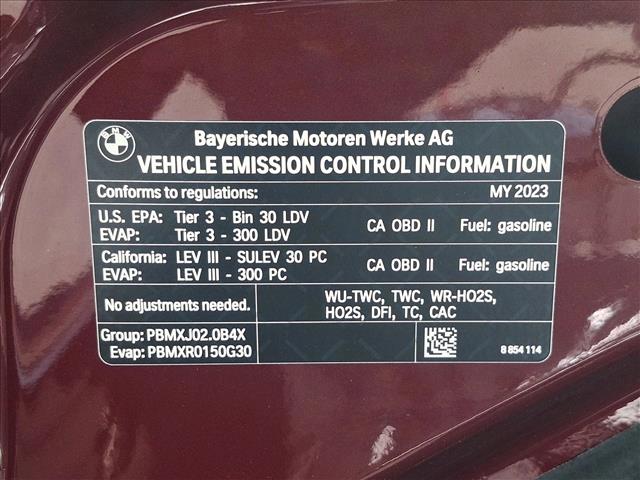 BMW
Bayerische Motoren Werke AG
VEHICLE EMISSION CONTROL INFORMATION
Conforms to regulations: MY 2023
U.S. EPA: Tier 3 - Bin 30 LDV CA OBD II Fuel: gasoline
EVAP: Tier 3 - 300 LDV
California: LEV III - SULEV 30 PC CA OBD II Fuel: gasoline
EVAP: LEV III - 300 PC
No adjustments needed. WU-TWC, TWC, WR-HO2S,
HO2S, DFI, TC, CAC
Group: PBMXJ02.0B4X
Evap: PBMXR0150G30 8 854 114